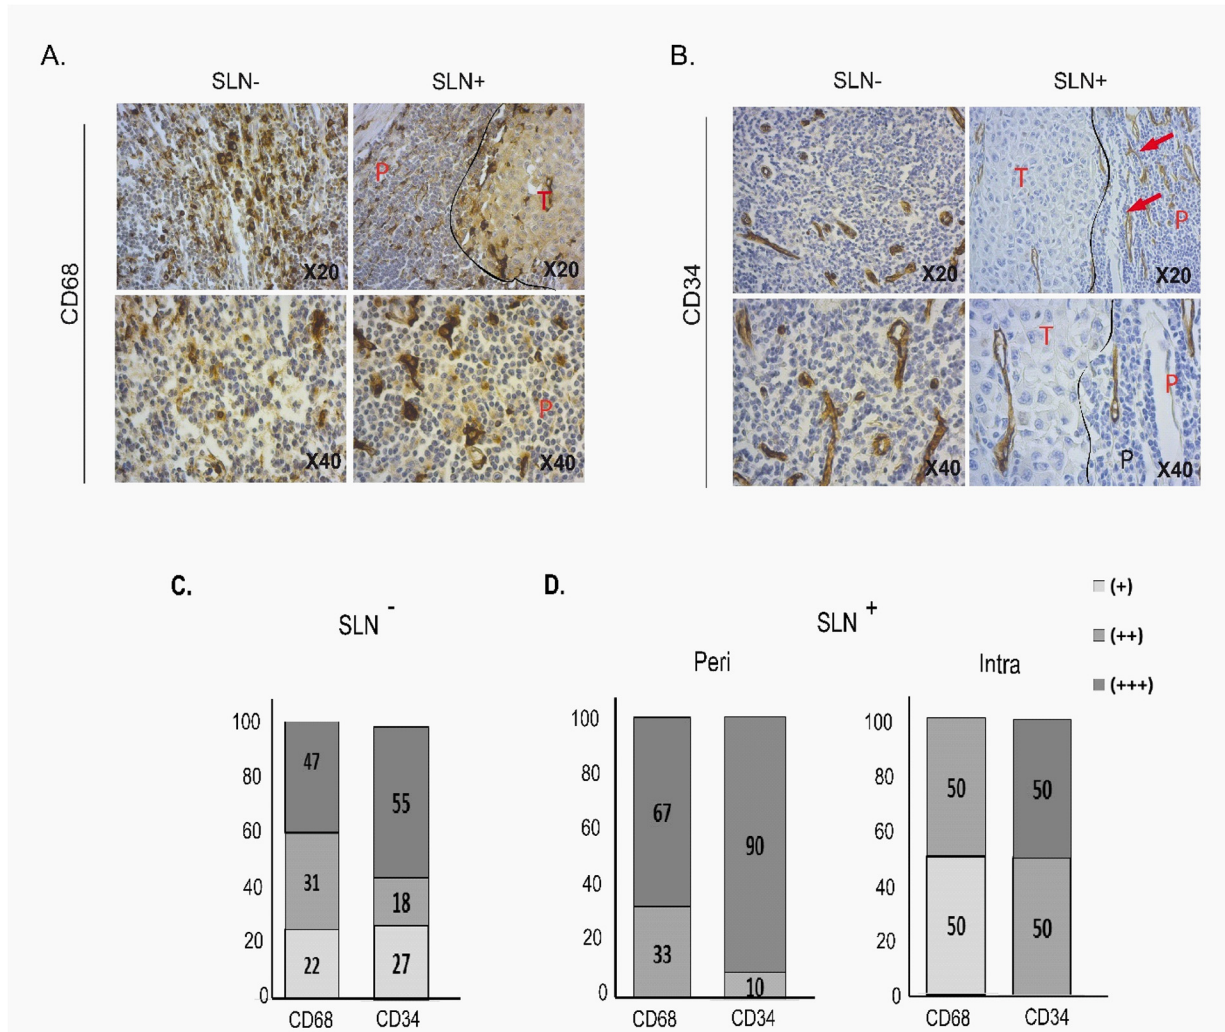 A.
SLN-
SLN+
CD68
P
T
X20
X20
X40
P
X40
B.
SLN-
SLN+
CD34
T
P
X20
X20
T
P
X40
P
X40
C.
SLN -
100
80
60
40
20
0
47
31
22
55
18
27
CD68
CD34
D.
SLN +
(+)
(++)
(+++)
Peri
100
80
60
40
20
0
67
33
90
10
CD68
CD34
Intra
100
80
60
40
20
0
50
50
50
50
CD68
CD34